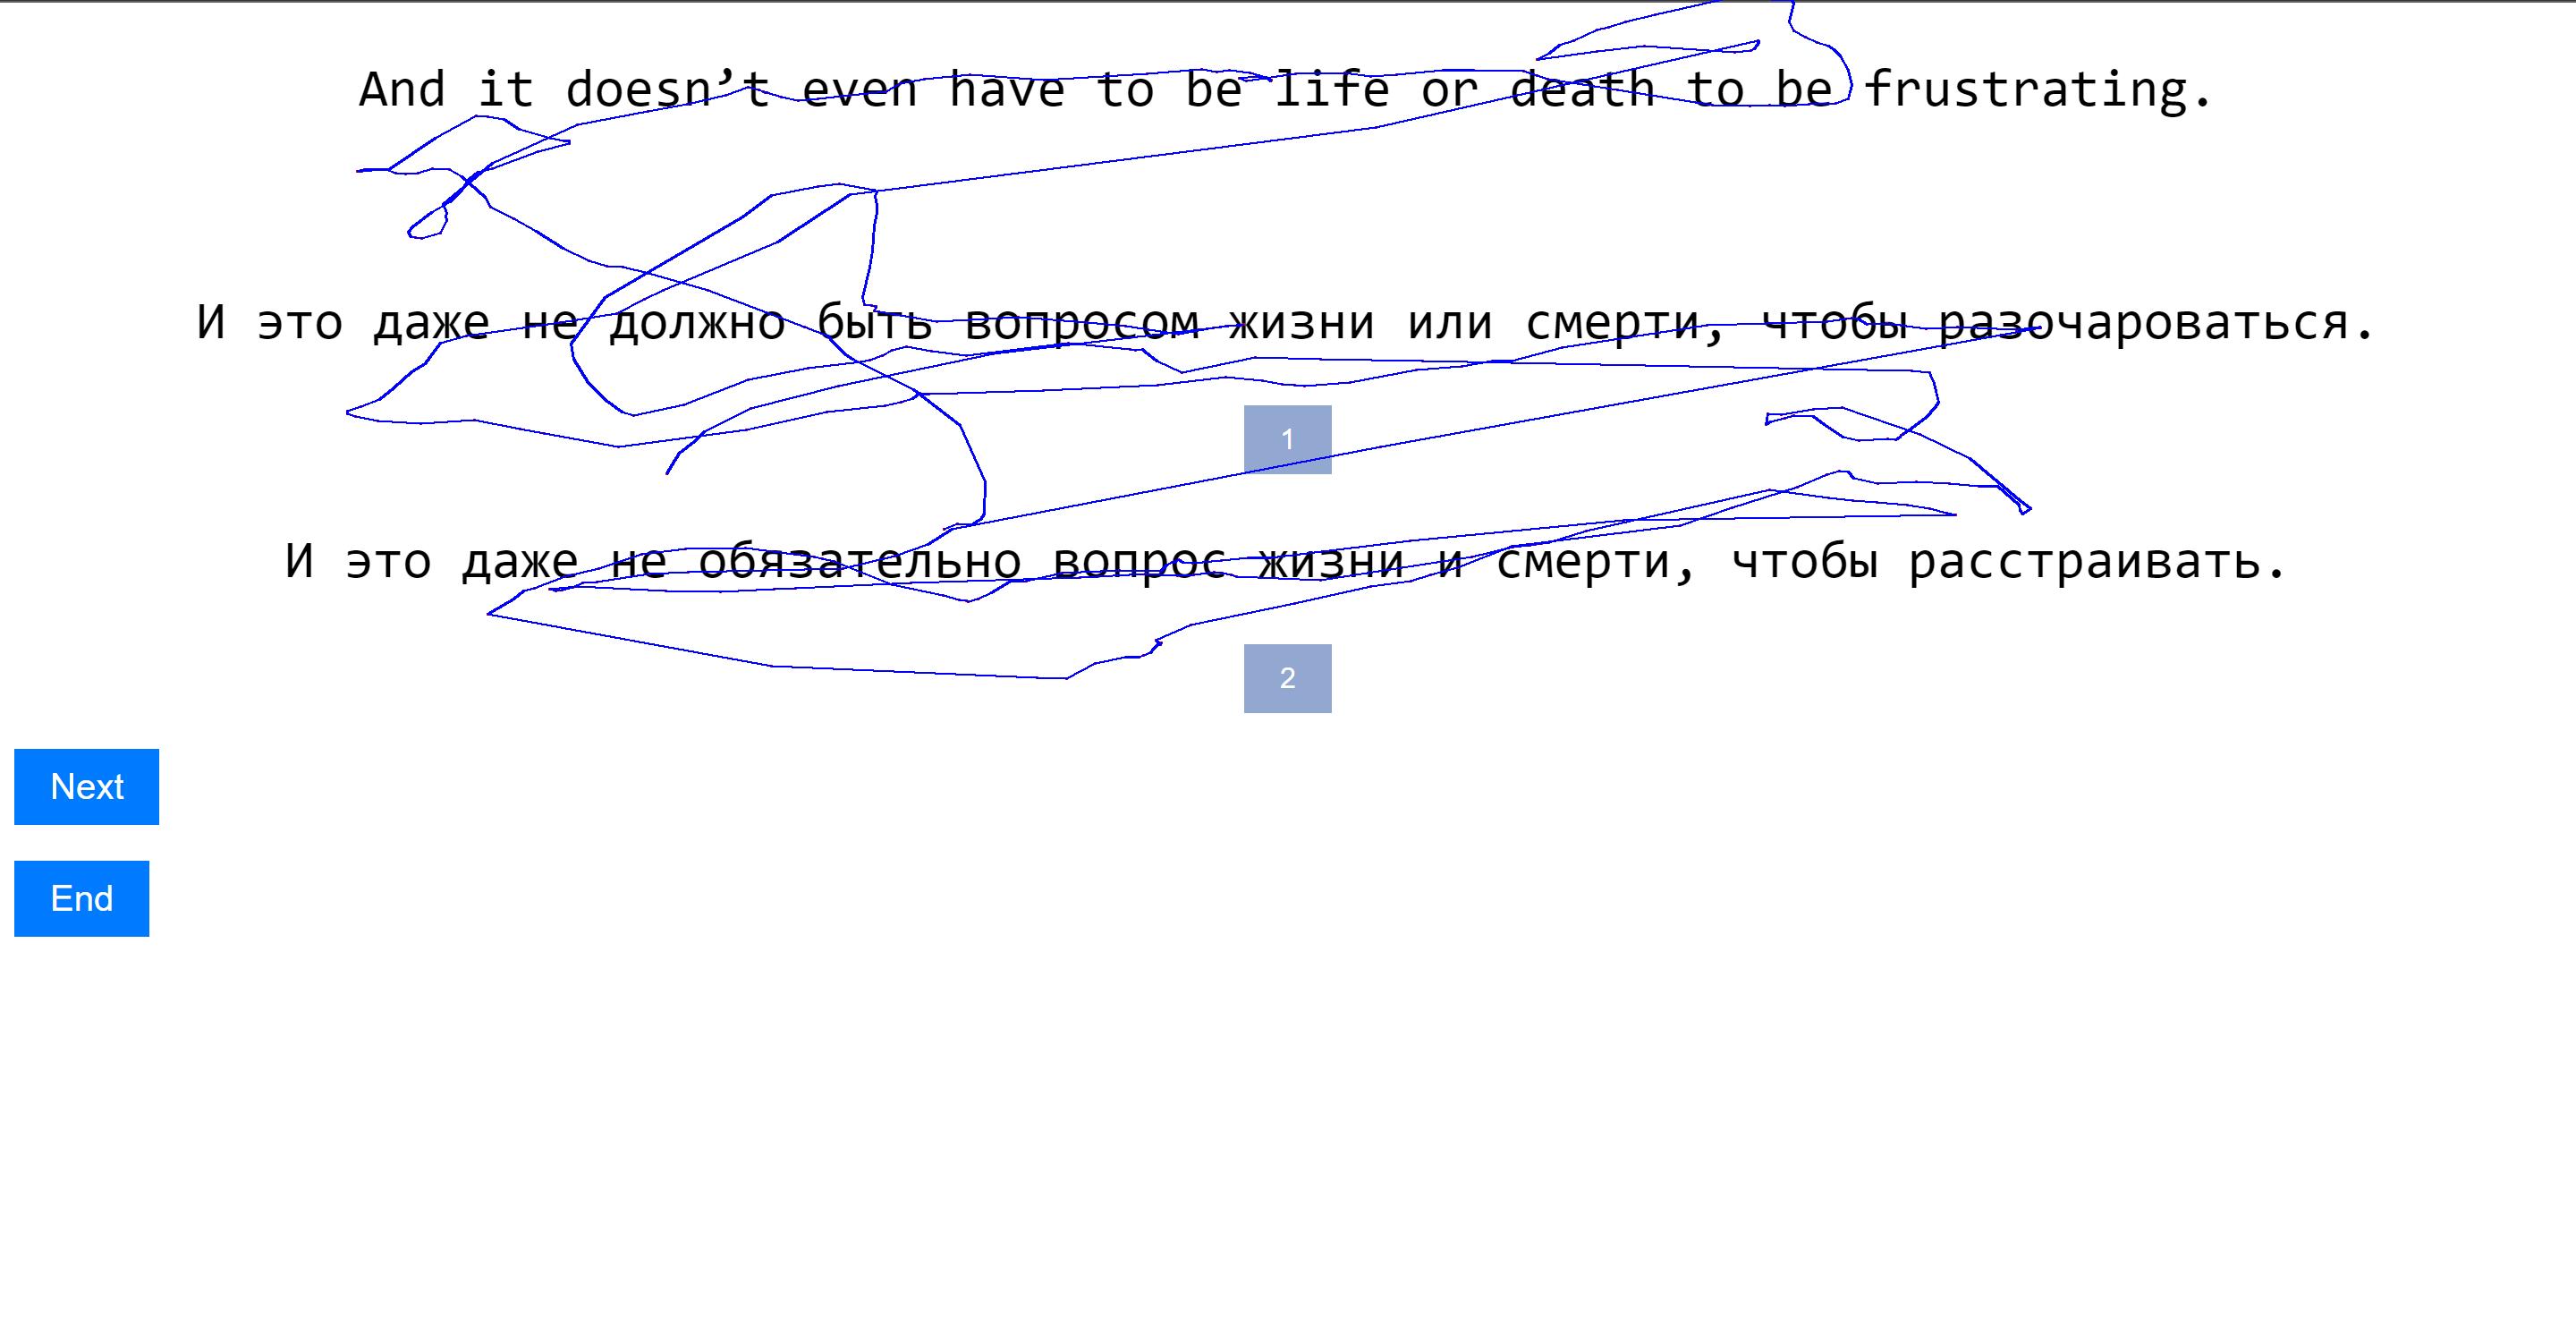 And it doesn’t even have to be life or death to be frustrating.
И это даже не должно быть вопросом жизни или смерти, чтобы разочароваться.
1
И это даже не обязательно вопрос жизни и смерти, чтобы расстраивать.
2
Next
End